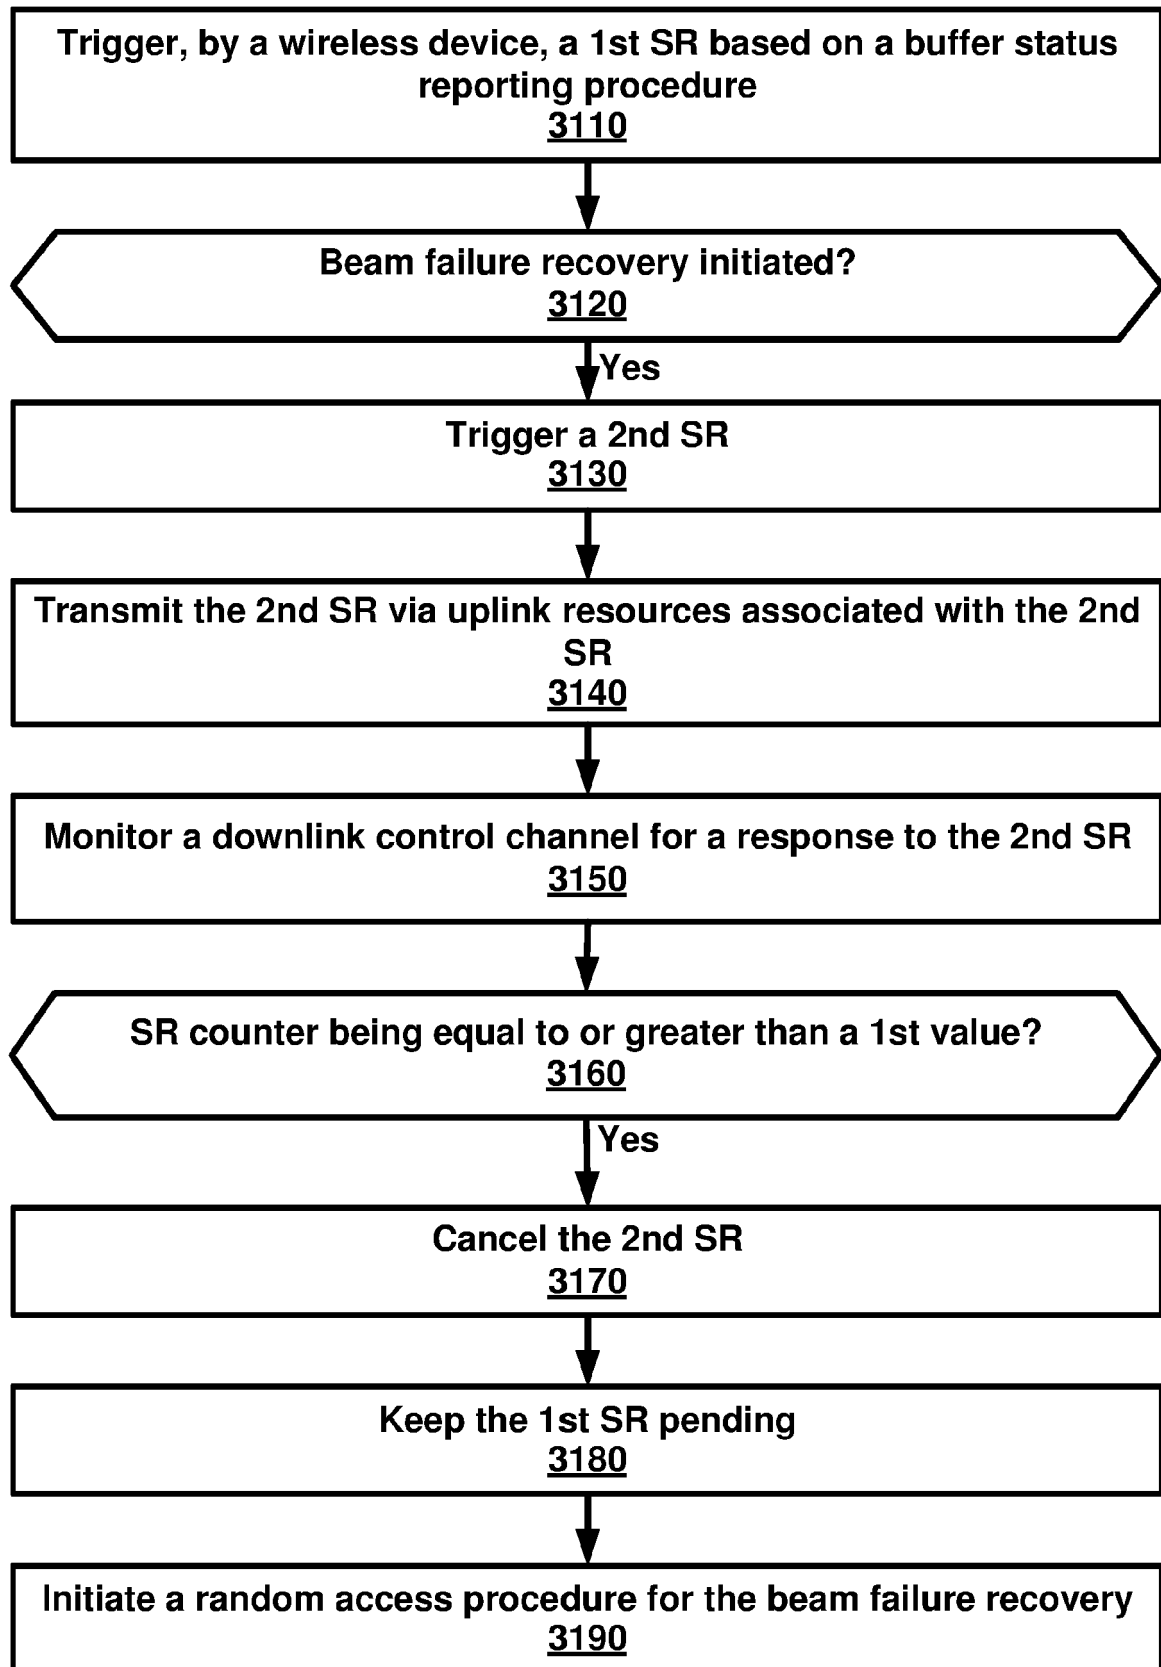 Trigger, by a wireless device, a 1st SR based on a buffer status
reporting procedure
3110
Beam failure recovery initiated?
3120
Yes
Trigger a 2nd SR
3130
Transmit the 2nd SR via uplink resources associated with the 2nd
SR
3140
Monitor a downlink control channel for a response to the 2nd SR
3150
SR counter being equal to or greater than a 1st value?
3160
Yes
Cancel the 2nd SR
3170
Keep the 1st SR pending
3180
Initiate a random access procedure for the beam failure recovery
3190